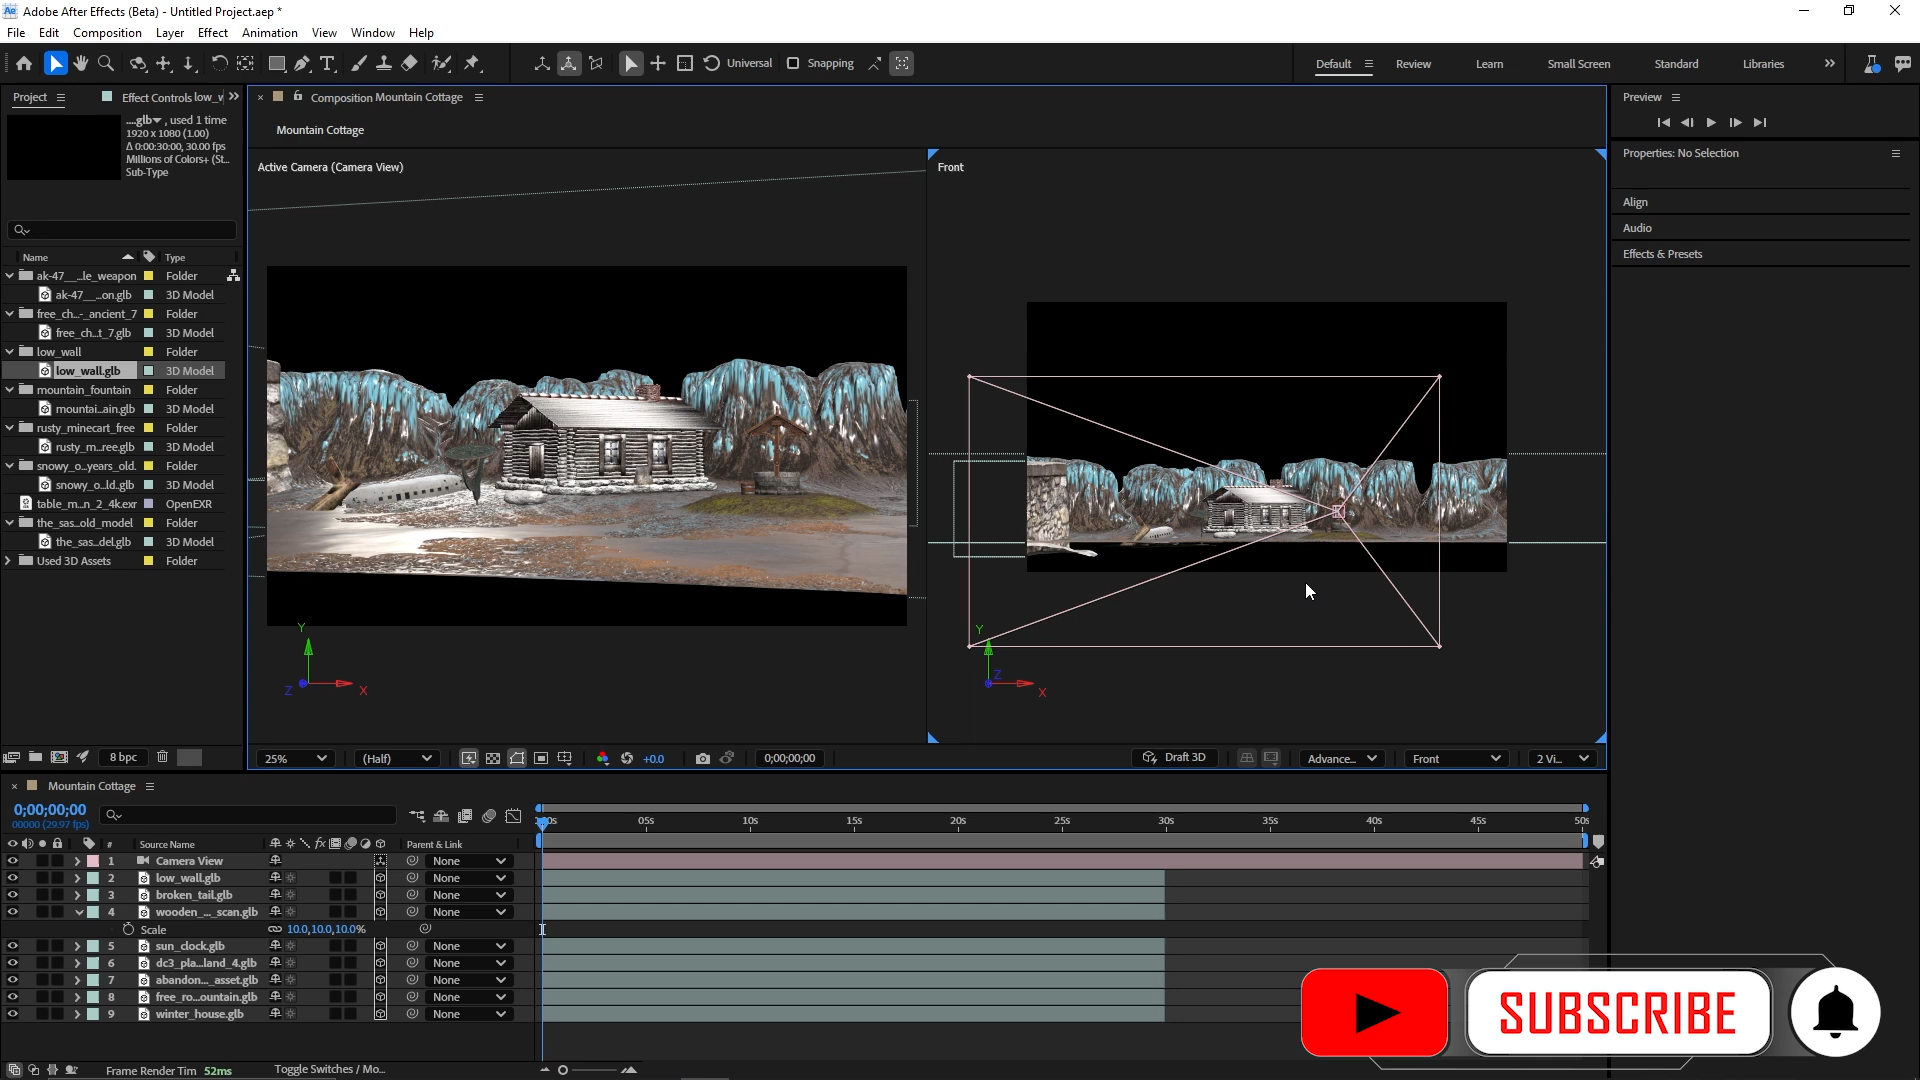 Adobe After Effects (Beta) - Untitled Project.aep *
File Edit Composition Layer Effect Animation View Window Help
Universal Snapping Default Review Learn Small Screen Standard Libraries
Project Effect Controls low_v
Composition Mountain Cottage
Preview
....glb , used 1 time
1920 x 1080 (1.00)
Δ 0:00:30:00, 30.00 fps
Millions of Colors+ (St...
Sub-Type
Mountain Cottage
Active Camera (Camera View)
Front
Properties: No Selection
Align
Audio
Effects & Presets
Name Type
ak-47__...le_weapon Folder
ak-47__...on.glb 3D Model
free_ch...-_ancient_7 Folder
free_ch...t_7.glb 3D Model
low_wall Folder
low_wall.glb 3D Model
mountain_fountain Folder
mountai...ain.glb 3D Model
rusty_minecart_free Folder
rusty_m...ree.glb 3D Model
snowy_o...years_old. Folder
snowy_o...ld..glb 3D Model
table_m...n_2_4k.exr OpenEXR
the_sas...old_model Folder
the_sas...del.glb 3D Model
Used 3D Assets Folder
Y
Z X
Y
Z
X
8 bpc
25% (Half) +0.0 0;00;00;00 Draft 3D Advance... Front 2 Vi...
Mountain Cottage
0;00;00;00
00000 (29.97 fps)
05s 10s 15s 20s 25s 30s 35s 40s 45s 50s
# Source Name fx Parent & Link
1 Camera View None
2 low_wall.glb None
3 broken_tail.glb None
4 wooden_..._scan.glb None
Scale 10.0,10.0,10.0%
5 sun_clock.glb None
6 dc3_pla...land_4.glb None
7 abandon..._asset.glb None
8 free_ro...ountain.glb None
9 winter_house.glb None
SUBSCRIBE
Frame Render Tim 52ms Toggle Switches / Mo...